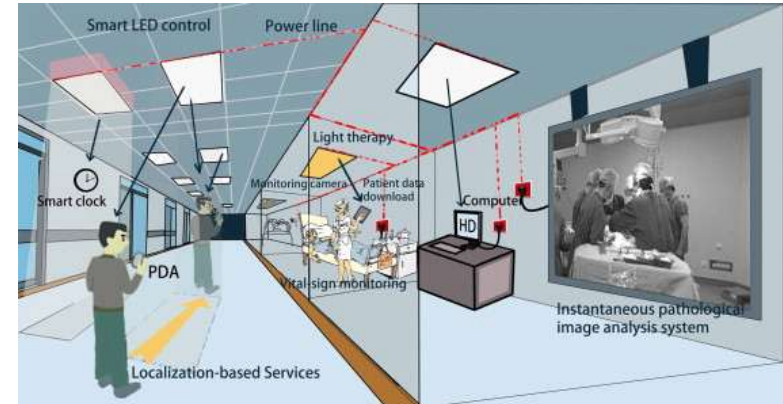 Smart LED control
Power line
Light therapy
Monitoring camera
Patient data
download
Smart clock
Computer
HD
PDA
Vital-sign monitoring
Instantaneous pathological
image analysis system
Localization-based Services